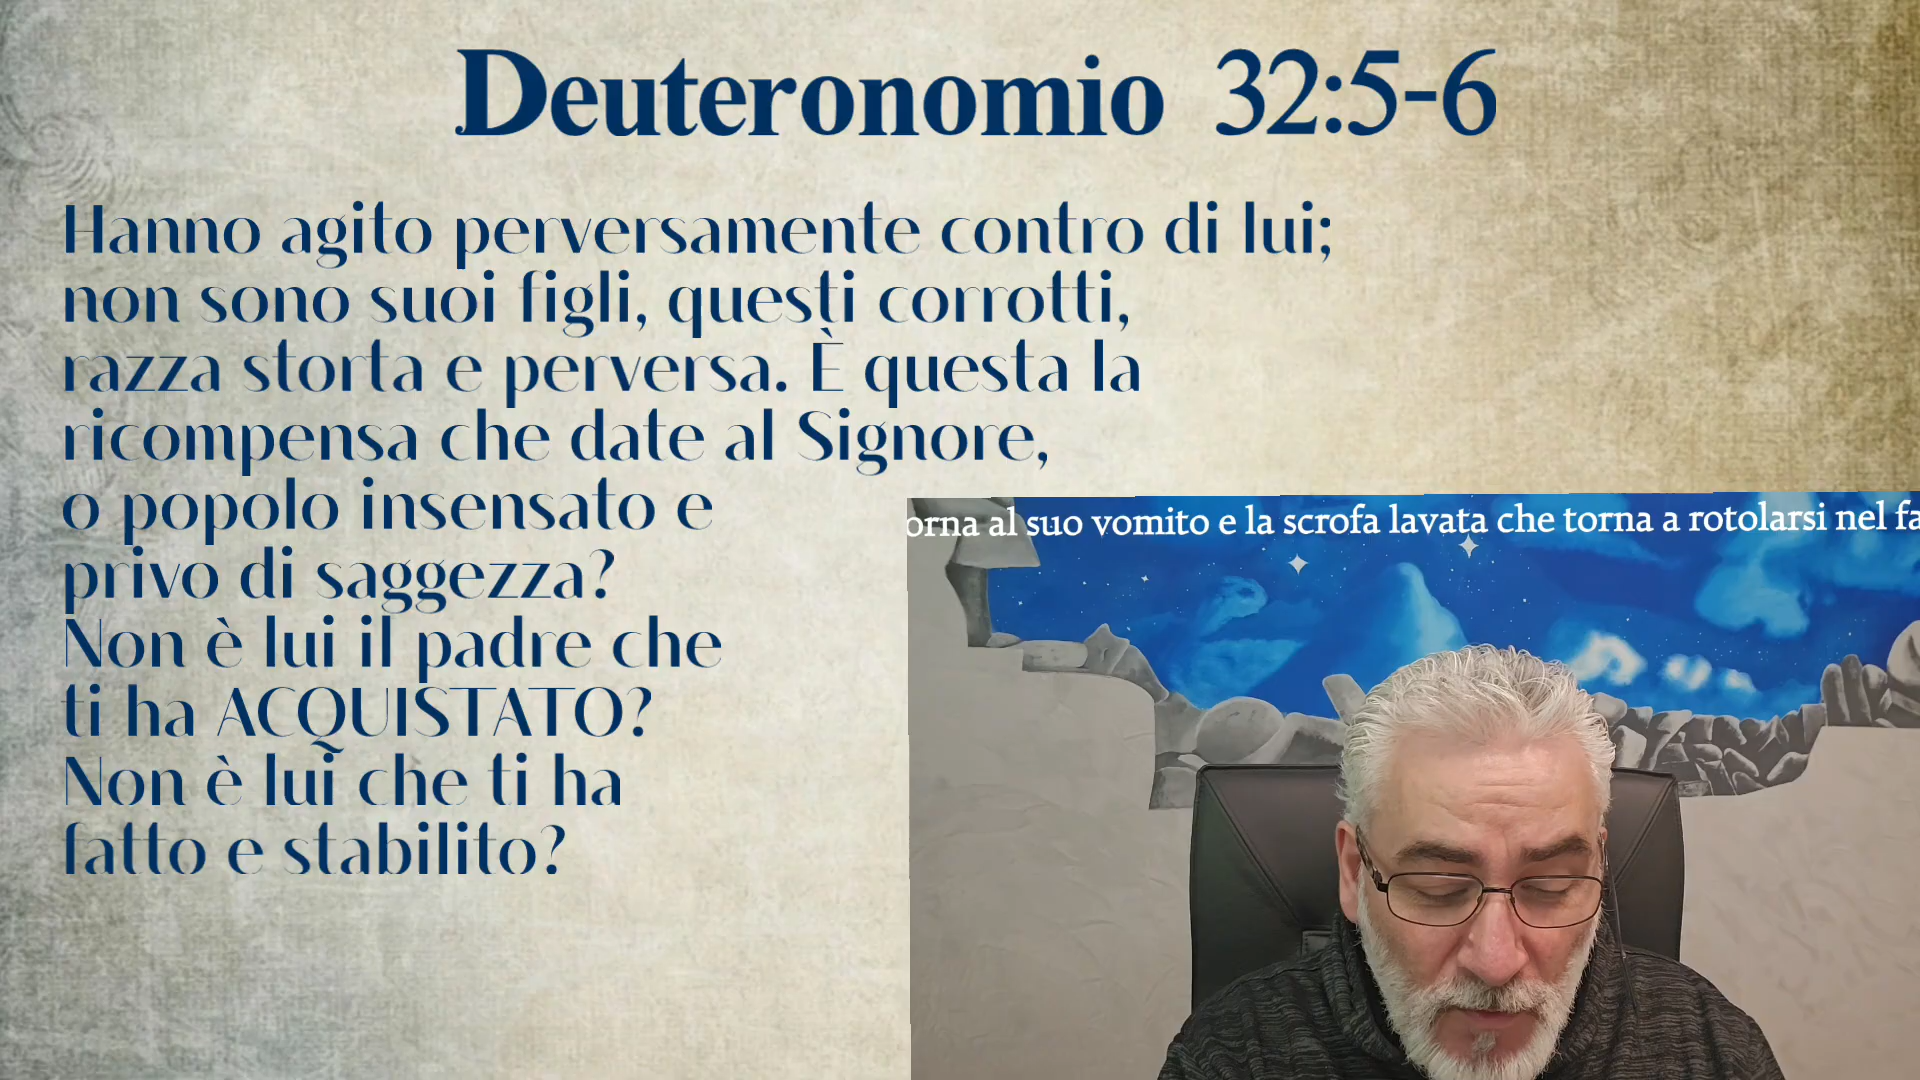 Deuteronomio 32:5-6
Hanno agito perversamente contro di lui;
non sono suoi figli, questi corrotti,
razza storta e perversa. È questa la
ricompensa che date al Signore,
o popolo insensato e
privo di saggezza?
Non è lui il padre che
ti ha ACQUISTATO?
Non è lui che ti ha
fatto e stabilito?
al suo vomito e la scrofa lavata che torna a rotolarsi nel